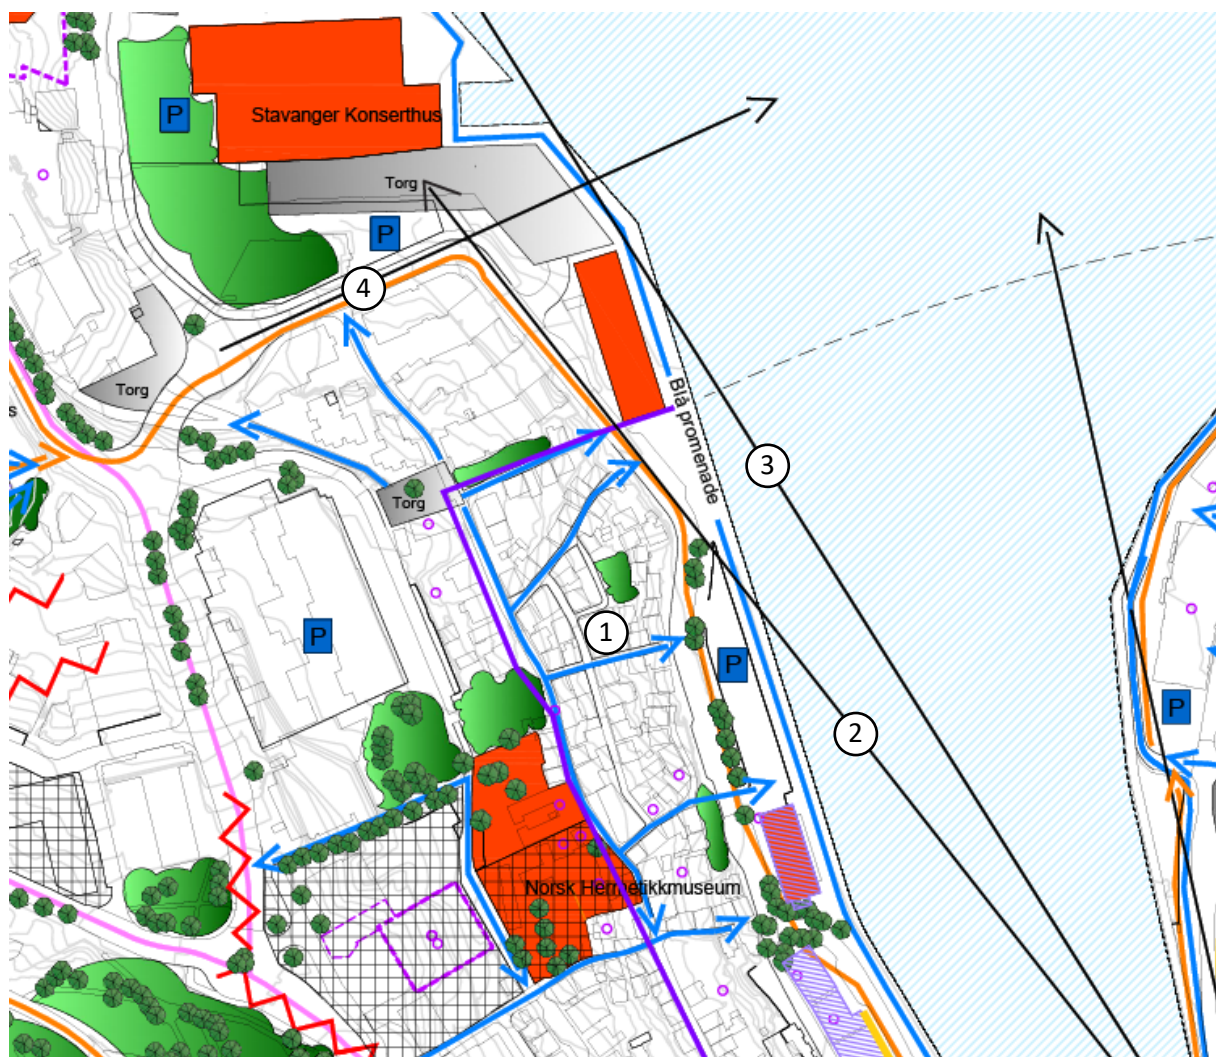 Stavanger Konserthus
P
Torg
P
4
Torg
s
Blå promenade
3
Torg
1
P
P
P
2
Norsk Hermetikkmuseum